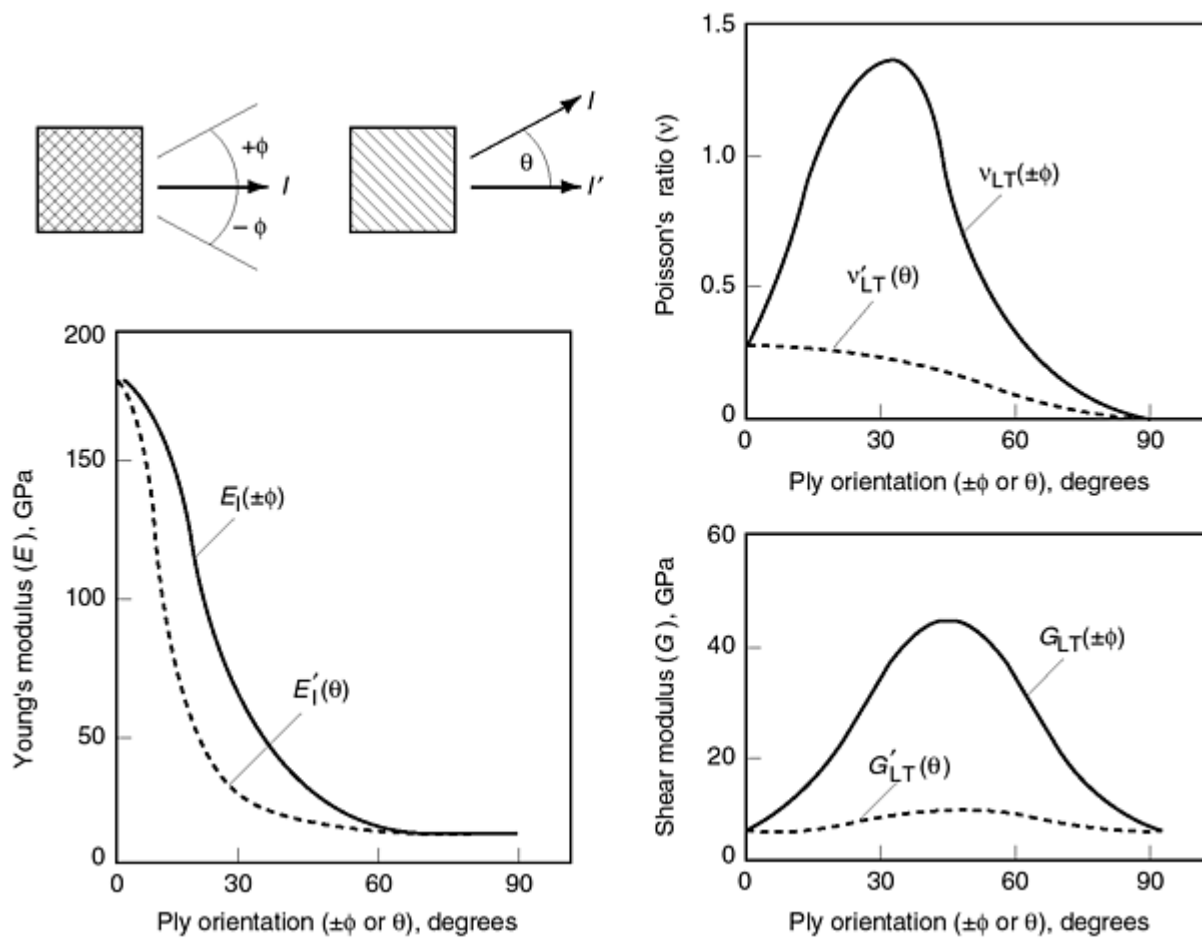 +ϕ
l
− ϕ
l
θ
l'
200
150
100
50
0
0 30 60 90
Young's modulus (E), GPa
E_l(±ϕ)
E_l′(θ)
Ply orientation (±ϕ or θ), degrees
1.5
1.0
0.5
0
0 30 60 90
Poisson's ratio (ν)
ν_LT(±ϕ)
ν′_LT(θ)
Ply orientation (±ϕ or θ), degrees
60
40
20
0
0 30 60 90
Shear modulus (G), GPa
G_LT(±ϕ)
G′_LT(θ)
Ply orientation (±ϕ or θ), degrees